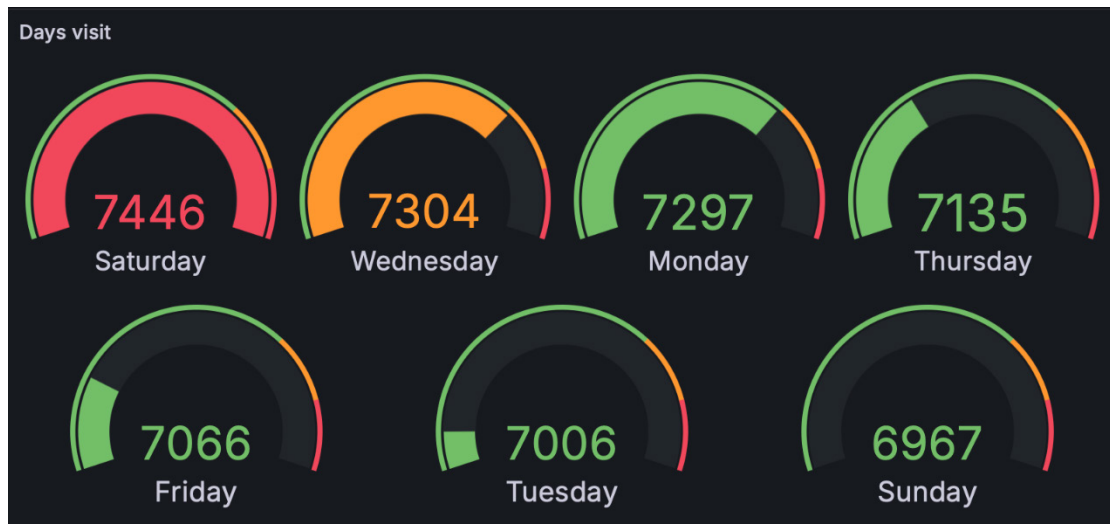 Days visit
7446 7304 7297 7135
Saturday Wednesday Monday Thursday
7066 7006 6967
Friday Tuesday Sunday